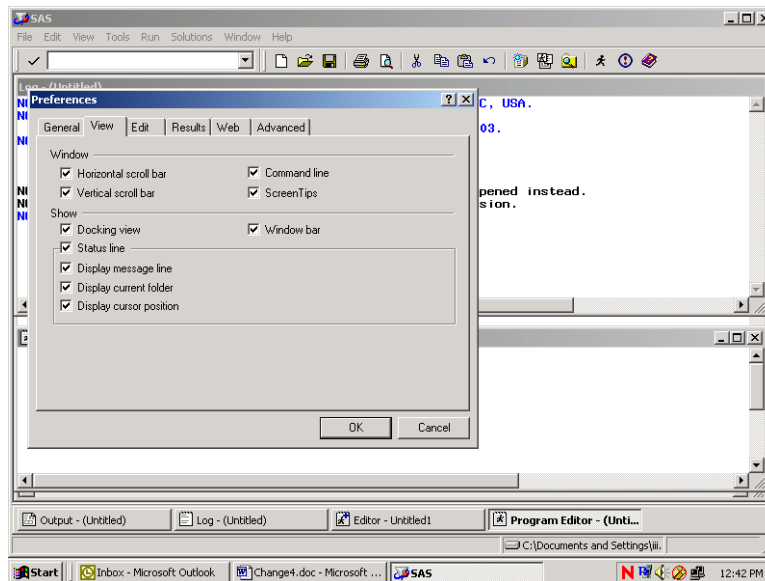 SAS
File Edit View Tools Run Solutions Window Help
Log - (Untitled)
Preferences
C, USA.
General View Edit Results Web Advanced
03.
Window
Horizontal scroll bar Command line
Vertical scroll bar ScreenTips
pened instead.
sion.
Show
Docking view Window bar
Status line
Display message line
Display current folder
Display cursor position
OK Cancel
Output - (Untitled) Log - (Untitled) Editor - Untitled1 Program Editor - (Unti...
C:\Documents and Settings\
Start Inbox - Microsoft Outlook Change4.doc - Microsoft ... SAS 12:42 PM